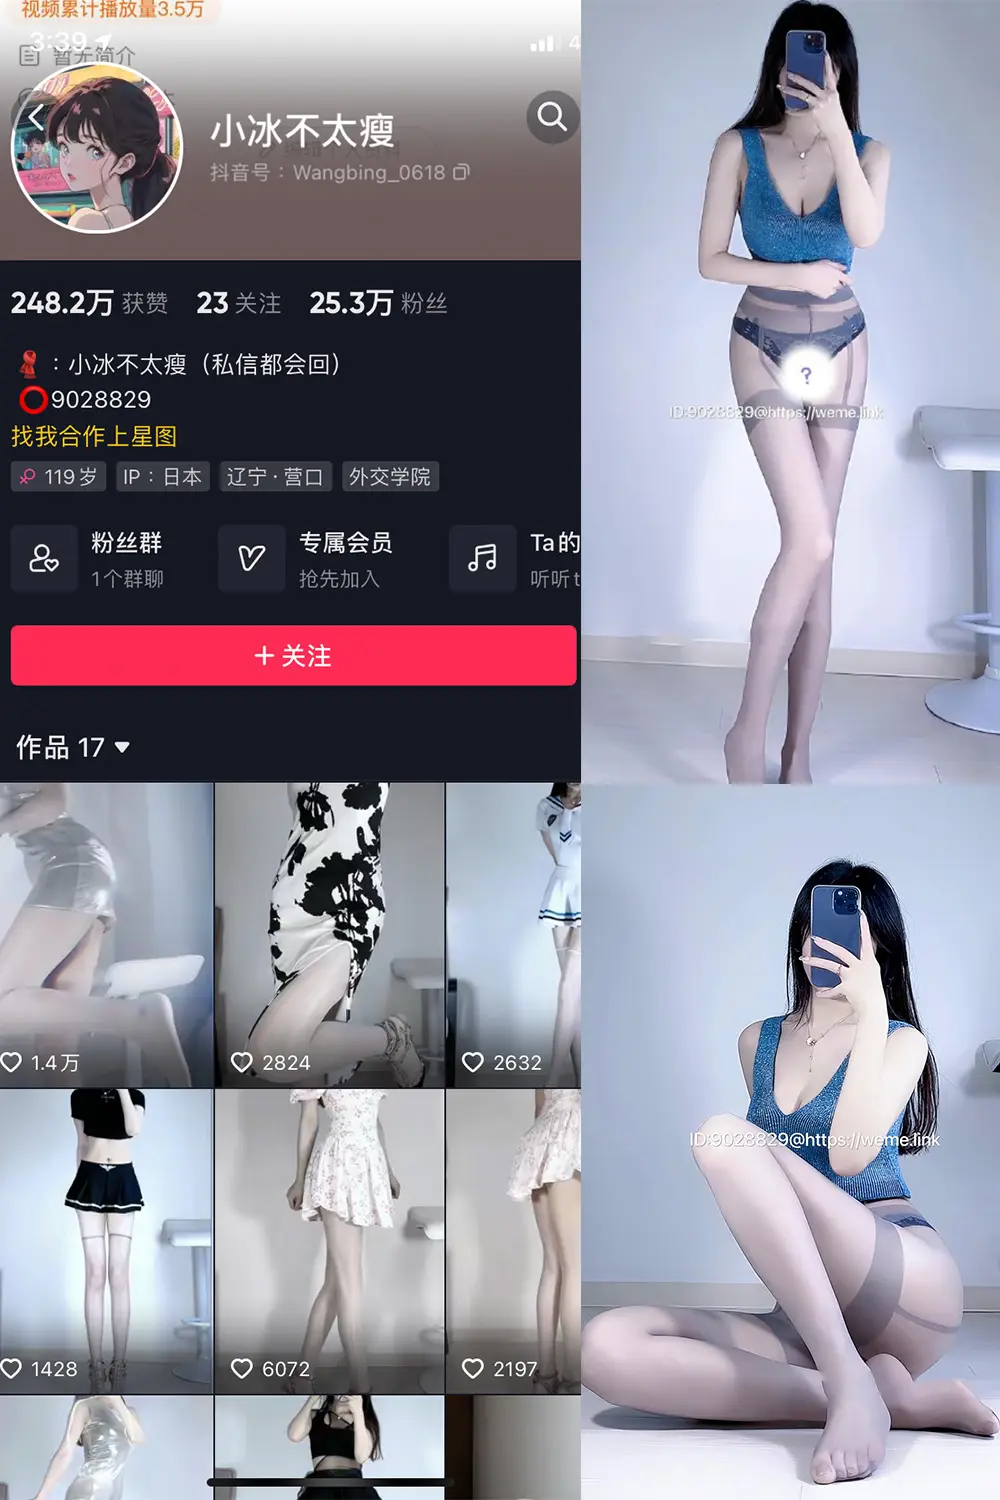 视频累计播放量3.5万
3:39
4
暂无简介
小冰不太瘦
抖音号：Wangbing_0618
248.2万 获赞 23 关注 25.3万 粉丝
：小冰不太瘦（私信都会回）
9028829
找我合作上星图
119岁 IP：日本 辽宁·营口 外交学院
粉丝群 专属会员 Ta的
1个群聊 抢先加入 听听t
+ 关注
作品 17
1.4万 2824 2632
1428 6072 2197
?
ID:9028829@https://weme.link
ID:9028829@https://weme.link